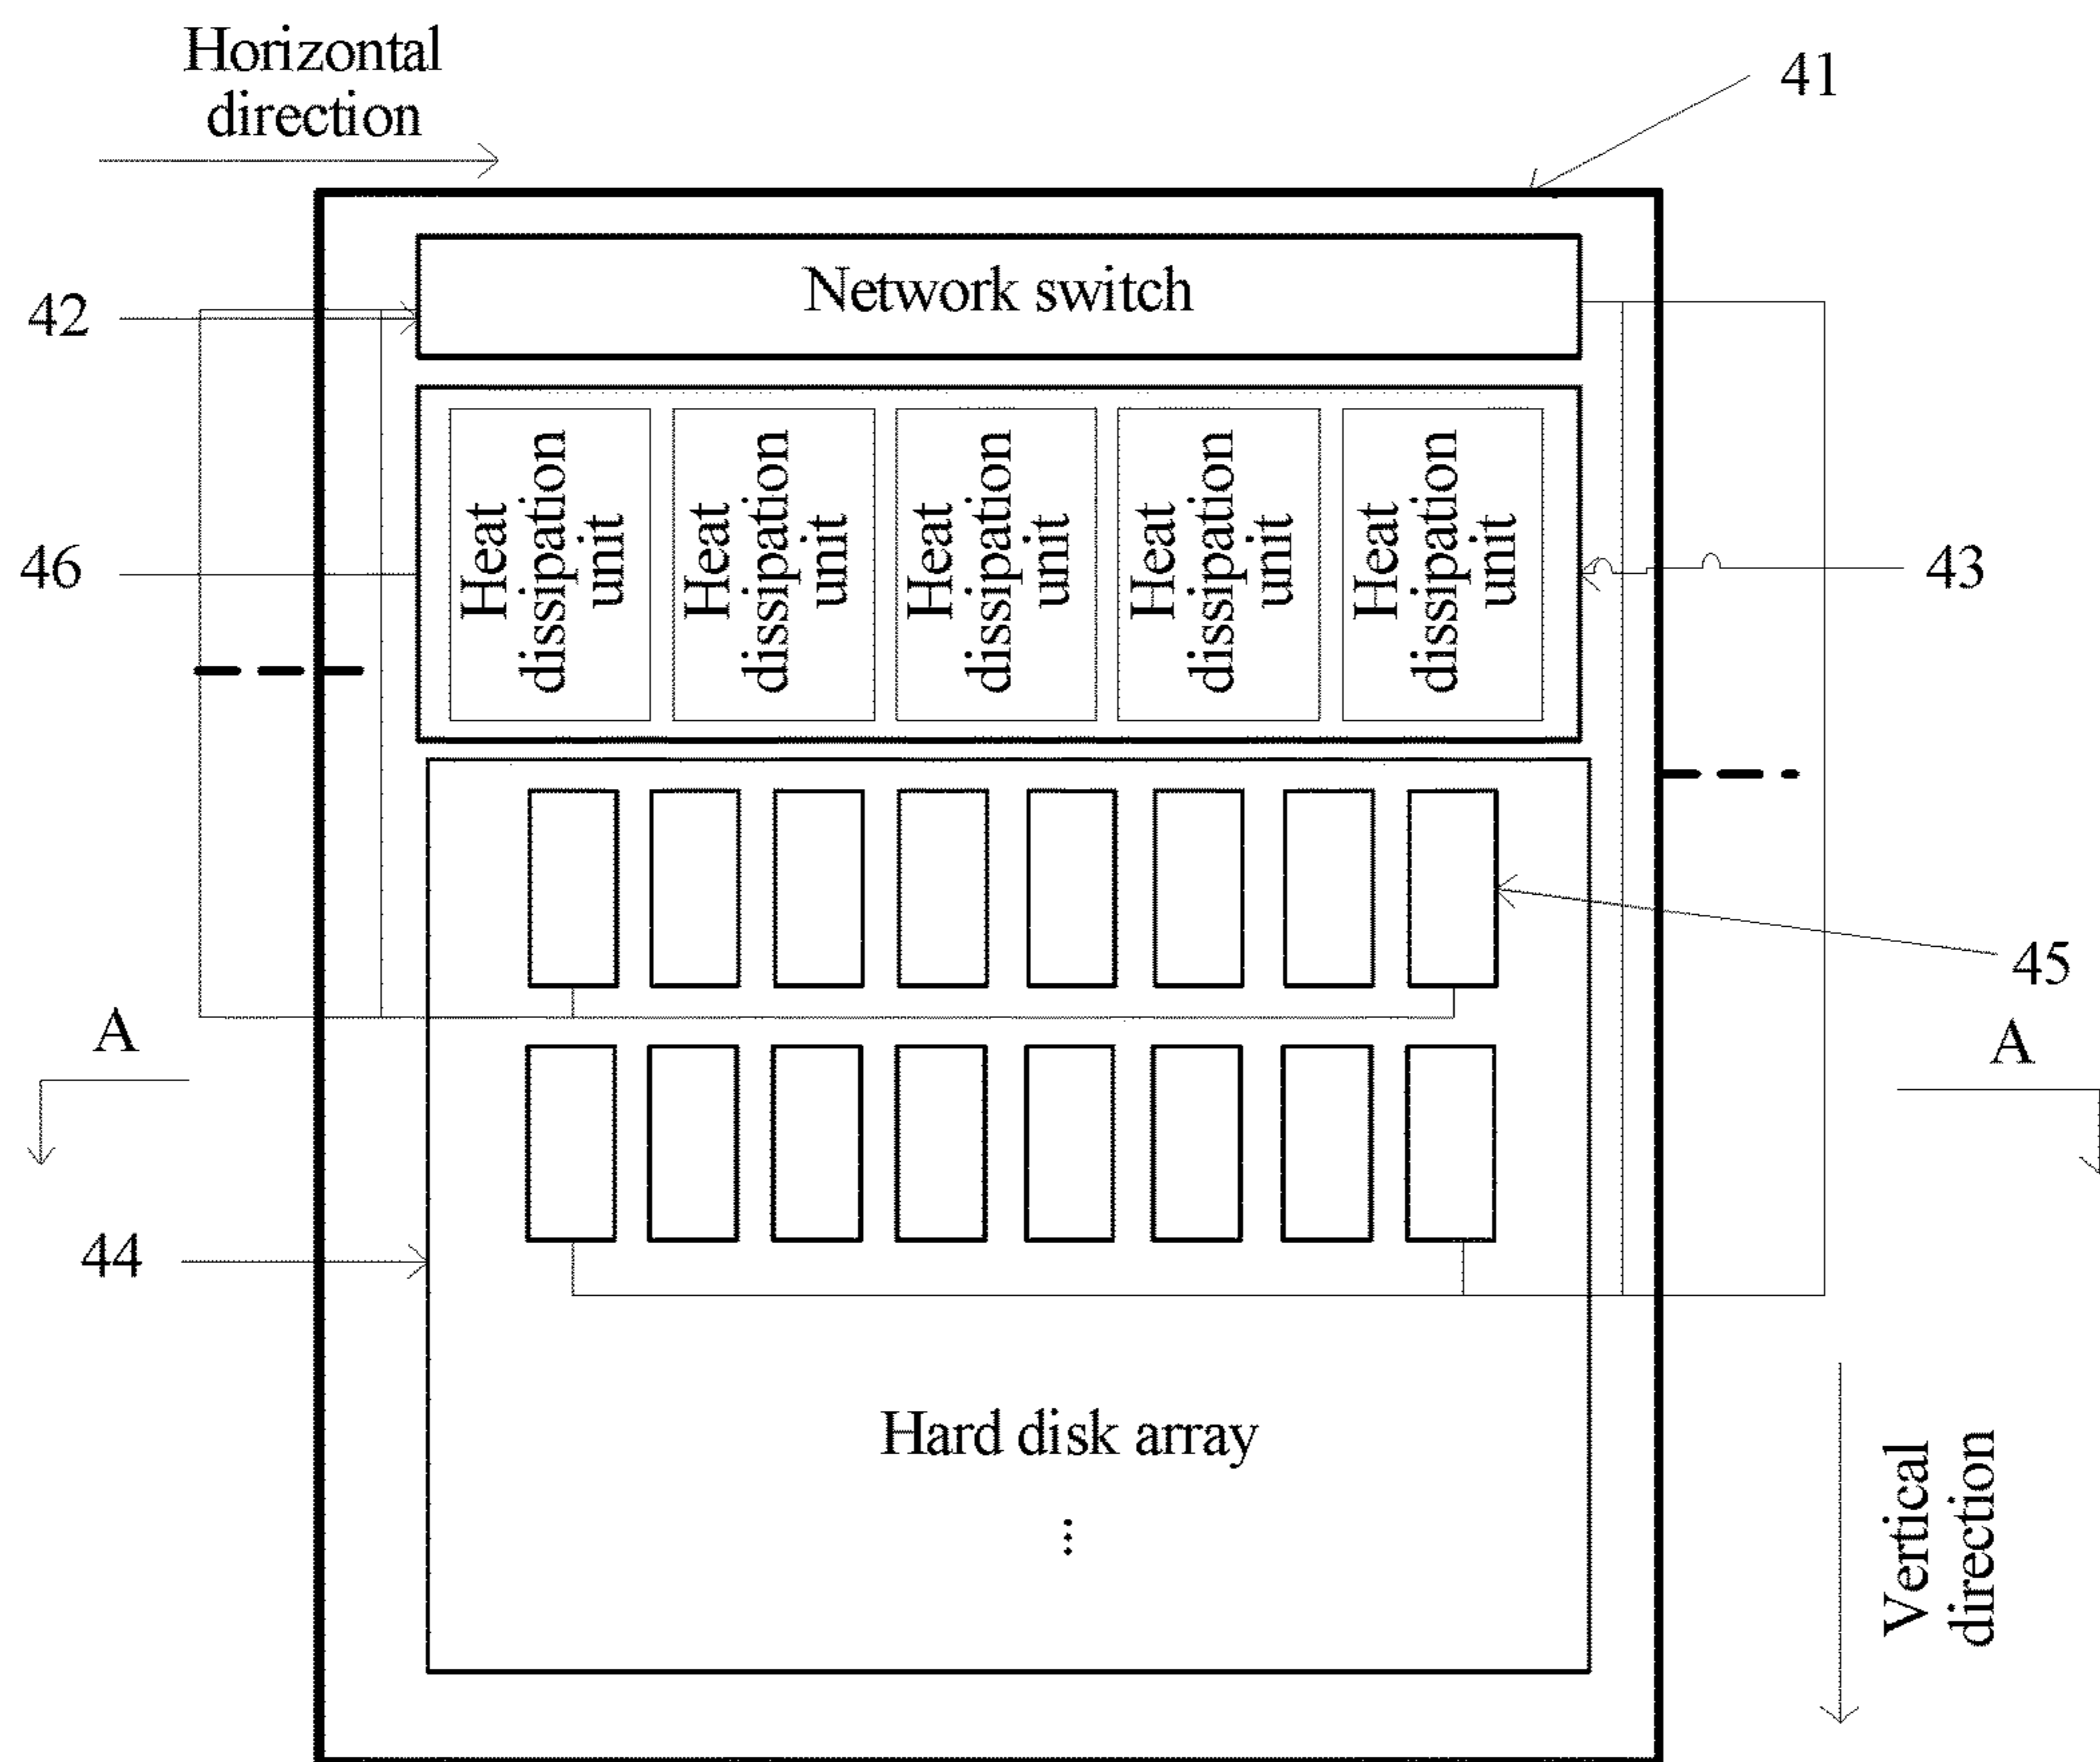 Horizontal
direction
41
Network switch
42
Heat
dissipation
unit
Heat
dissipation
unit
Heat
dissipation
unit
Heat
dissipation
unit
Heat
dissipation
unit
46
43
45
A
A
44
Hard disk array
...
Vertical
direction